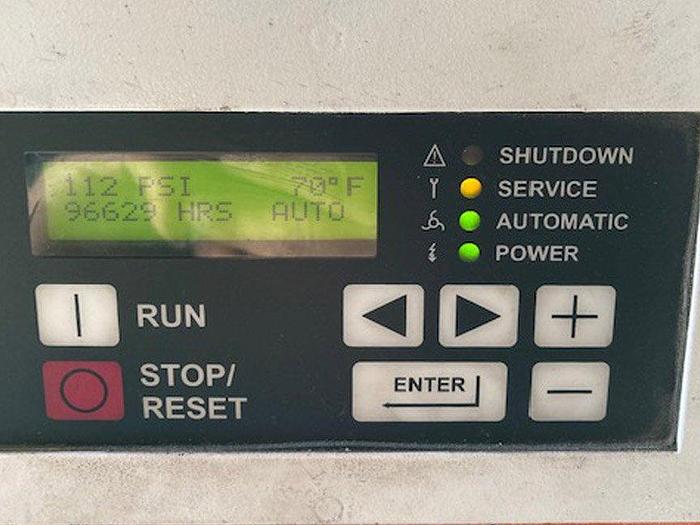 112 PSI 70°F
96629 HRS AUTO
SHUTDOWN
SERVICE
AUTOMATIC
POWER
RUN
STOP/
RESET
ENTER